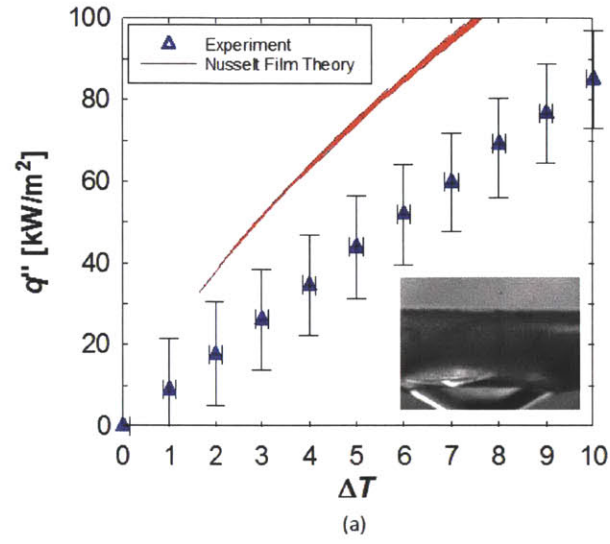 100
80
60
40
20
0
q" [kW/m²]
Experiment
Nusselt Film Theory
0 1 2 3 4 5 6 7 8 9 10
ΔT
(a)